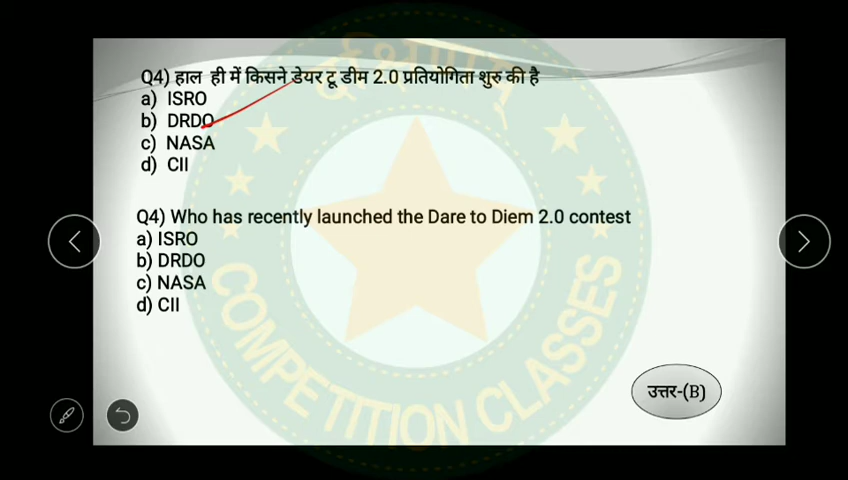 Q4) हाल ही में किसने डेयर टू डीम 2.0 प्रतियोगिता शुरु की है
a) ISRO
b) DRDO
c) NASA
d) CII
Q4) Who has recently launched the Dare to Diem 2.0 contest
a) ISRO
b) DRDO
c) NASA
d) CII
उत्तर-(B)
COMPETITION CLASSES